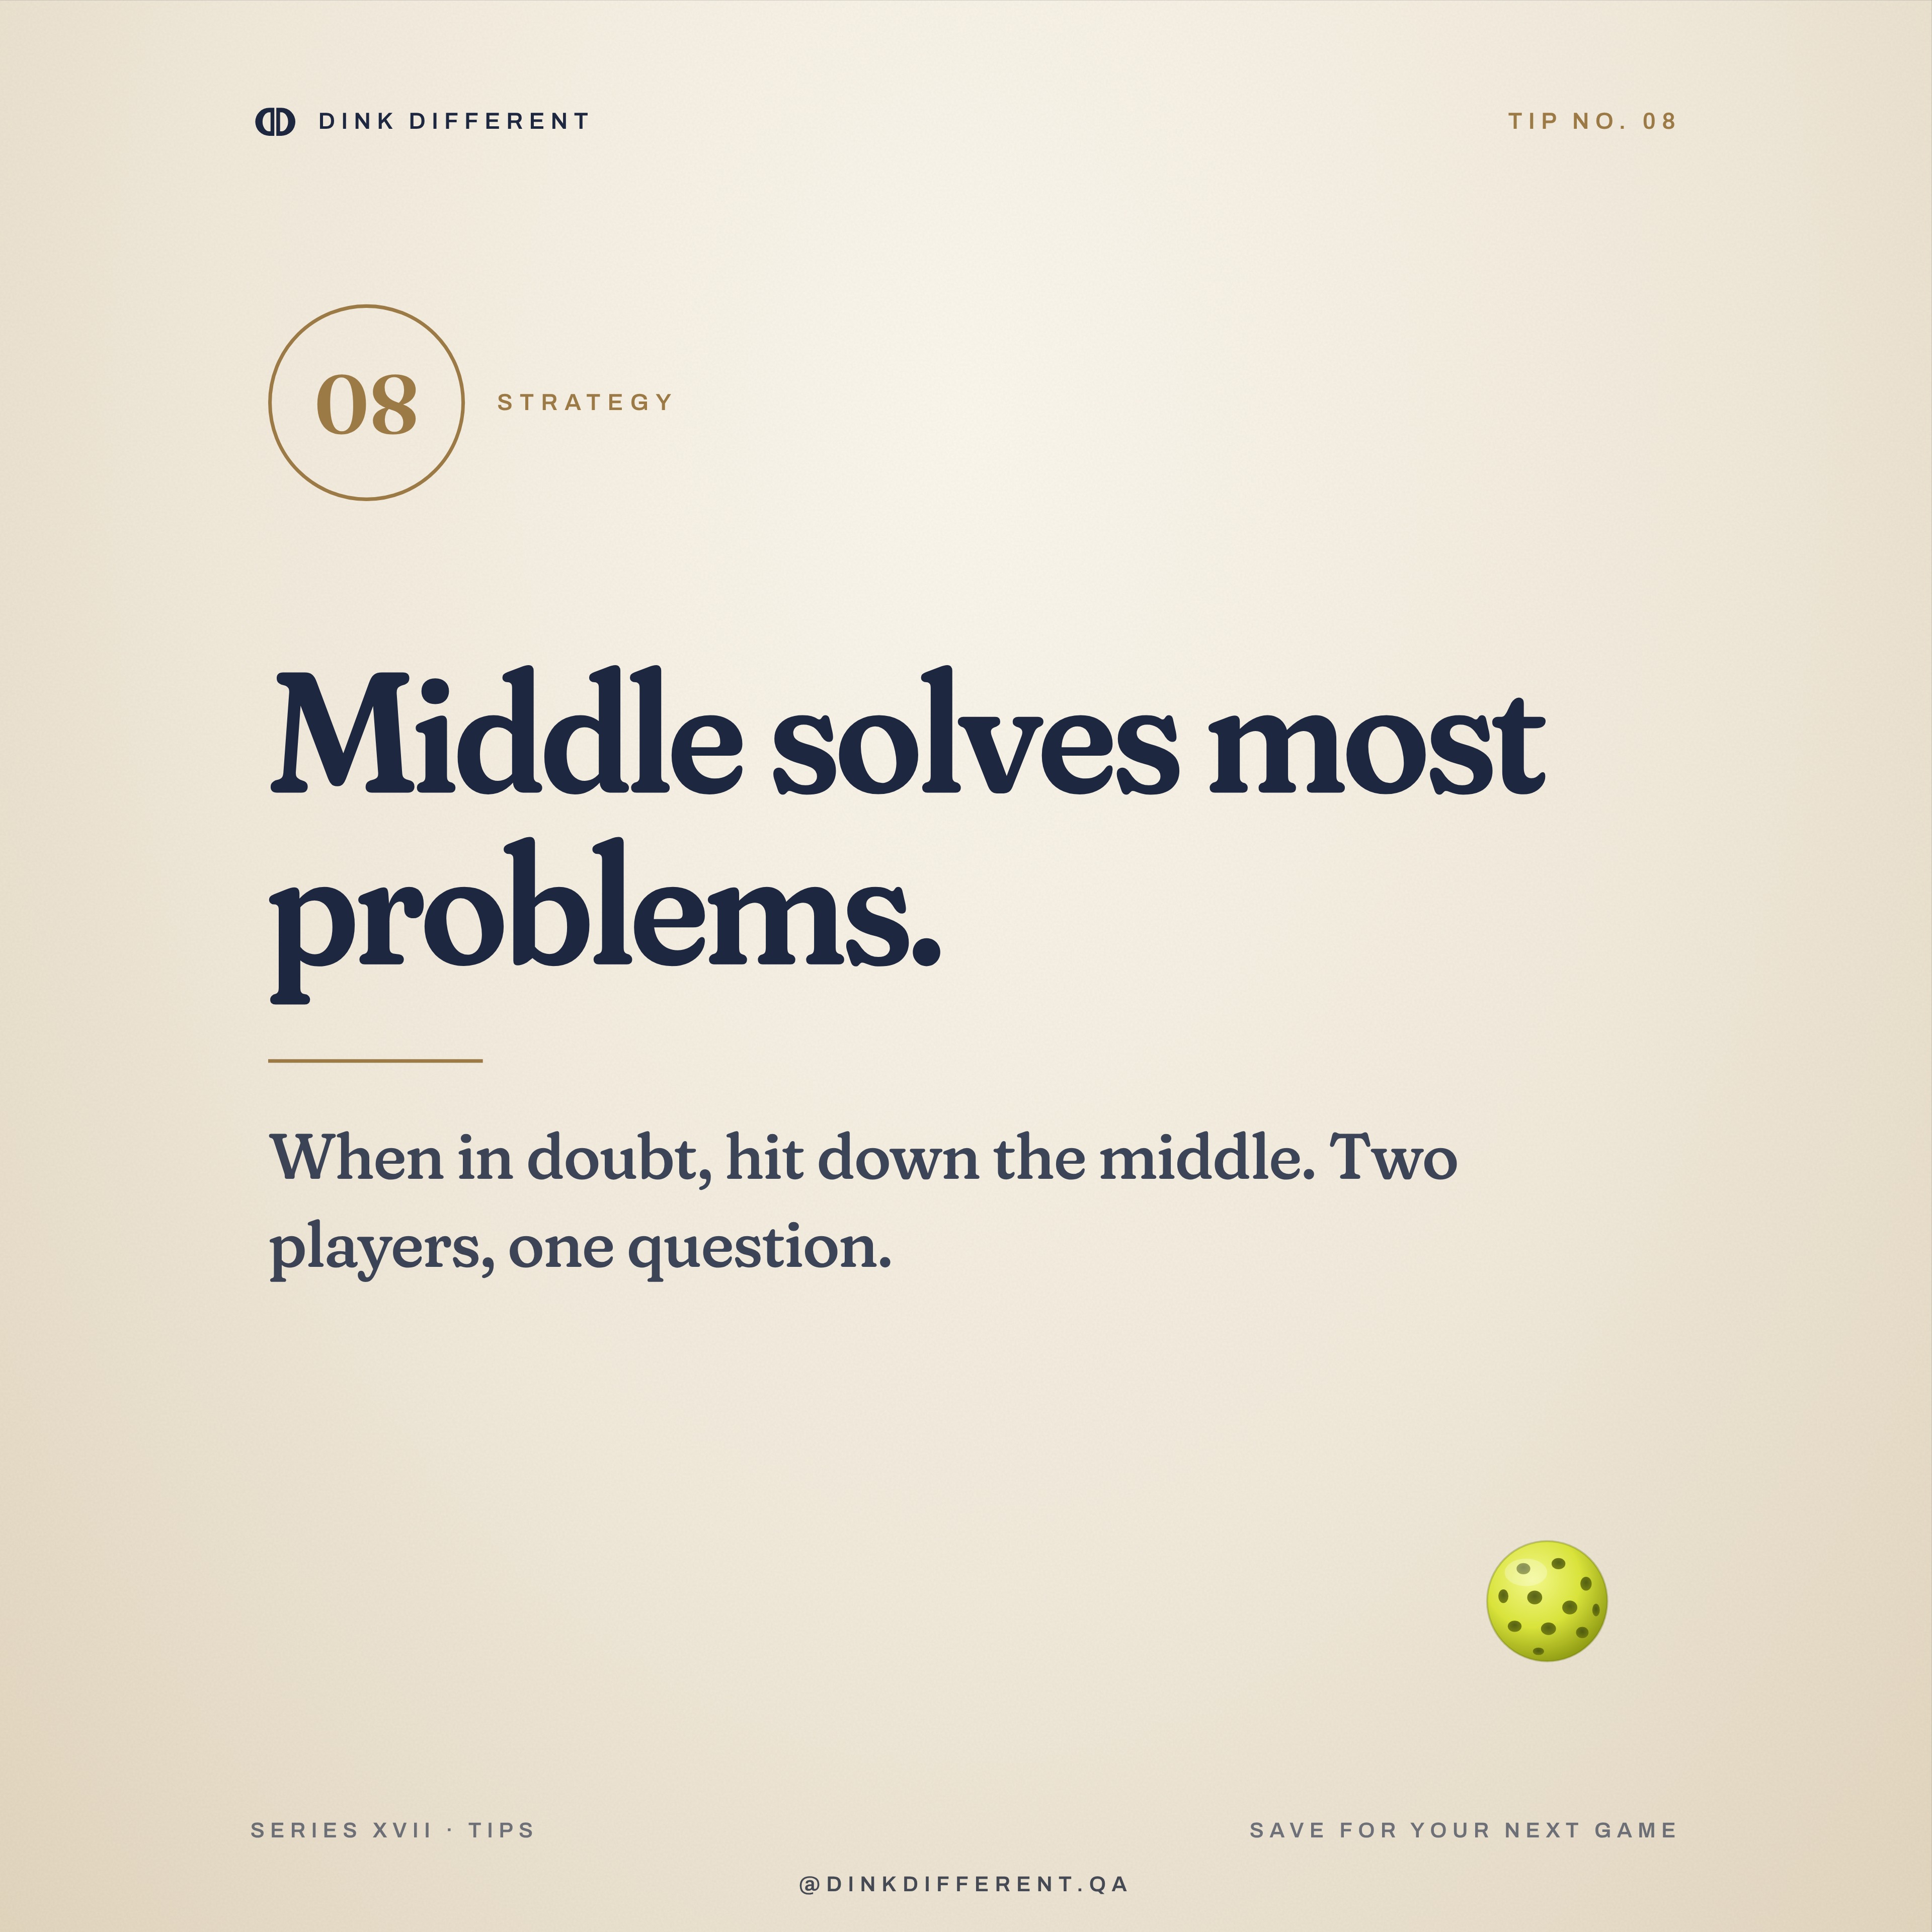 DINK DIFFERENT
TIP NO. 08
08
STRATEGY
Middle solves most
problems.
When in doubt, hit down the middle. Two
players, one question.
SERIES XVII · TIPS
SAVE FOR YOUR NEXT GAME
@DINKDIFFERENT.QA